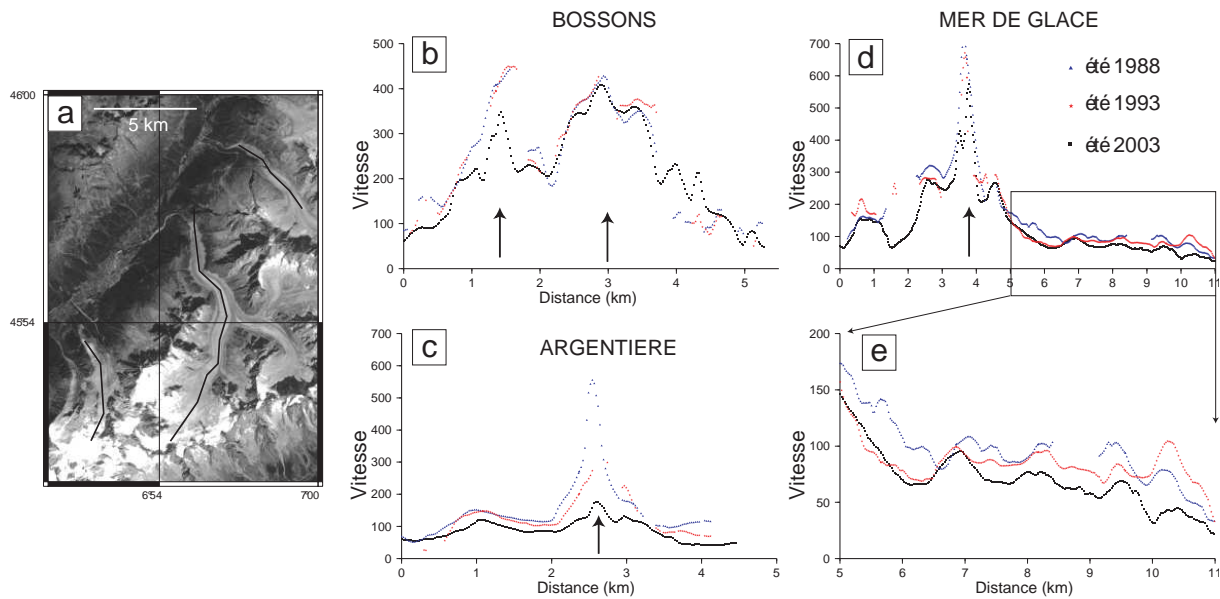 BOSSONS
MER DE GLACE
46'00
45'54
6'54
7'00
a
5 km
b
500
400
300
200
100
0
Vitesse
0 1 2 3 4 5
Distance (km)
d
700
600
500
400
300
200
100
0
Vitesse
0 1 2 3 4 5 6 7 8 9 10 11
Distance (km)
été 1988
été 1993
été 2003
c
ARGENTIERE
700
600
500
400
300
200
100
0
Vitesse
0 1 2 3 4 5
Distance (km)
e
200
150
100
50
0
Vitesse
5 6 7 8 9 10 11
Distance (km)